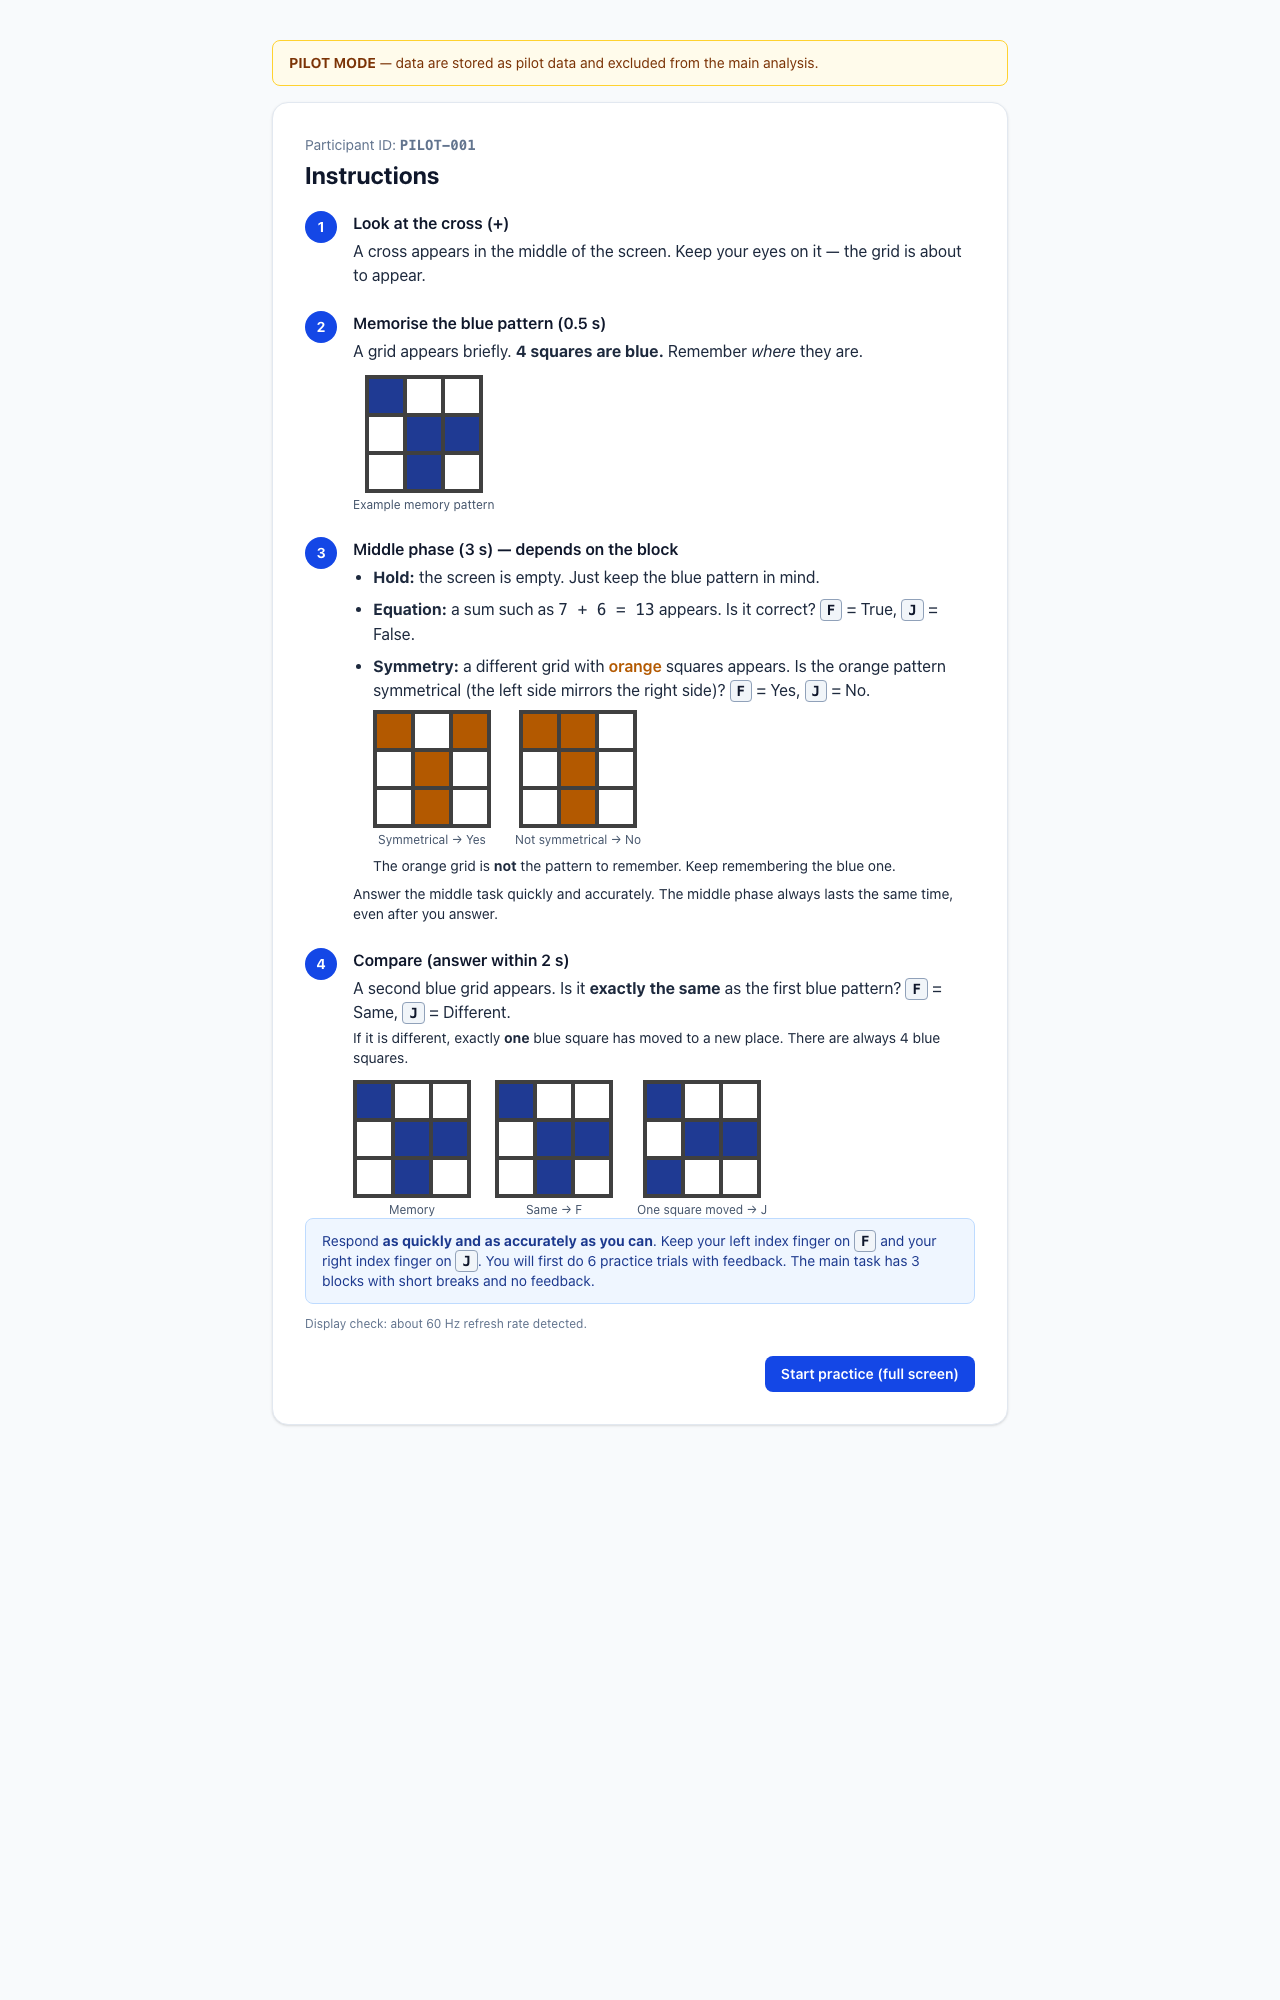 PILOT MODE — data are stored as pilot data and excluded from the main analysis.
Participant ID: PILOT-001
Instructions
1
Look at the cross (+)
A cross appears in the middle of the screen. Keep your eyes on it — the grid is about
to appear.
2
Memorise the blue pattern (0.5 s)
A grid appears briefly. 4 squares are blue. Remember where they are.
Example memory pattern
3
Middle phase (3 s) — depends on the block
• Hold: the screen is empty. Just keep the blue pattern in mind.
• Equation: a sum such as 7 + 6 = 13 appears. Is it correct? F = True, J =
False.
• Symmetry: a different grid with orange squares appears. Is the orange pattern
symmetrical (the left side mirrors the right side)? F = Yes, J = No.
Symmetrical → Yes
Not symmetrical → No
The orange grid is not the pattern to remember. Keep remembering the blue one.
Answer the middle task quickly and accurately. The middle phase always lasts the same time,
even after you answer.
4
Compare (answer within 2 s)
A second blue grid appears. Is it exactly the same as the first blue pattern? F =
Same, J = Different.
If it is different, exactly one blue square has moved to a new place. There are always 4 blue
squares.
Memory
Same → F
One square moved → J
Respond as quickly and as accurately as you can. Keep your left index finger on F and your
right index finger on J. You will first do 6 practice trials with feedback. The main task has 3
blocks with short breaks and no feedback.
Display check: about 60 Hz refresh rate detected.
Start practice (full screen)